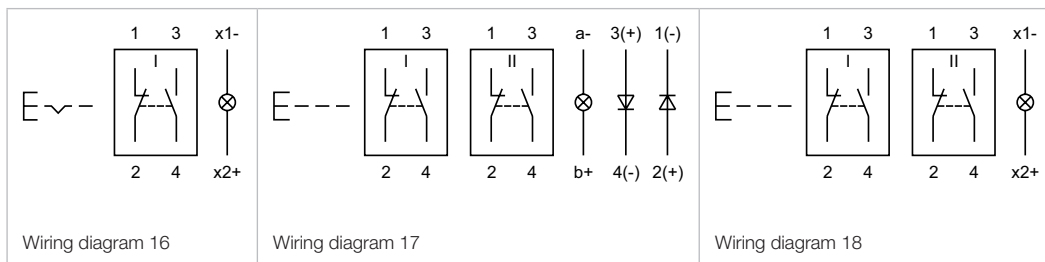 1 3 x1-
I
2 4 x2+
Wiring diagram 16
1 3 1 3 a- 3(+) 1(-)
I II
2 4 2 4 b+ 4(-) 2(+)
Wiring diagram 17
1 3 1 3 x1-
I II
2 4 2 4 x2+
Wiring diagram 18